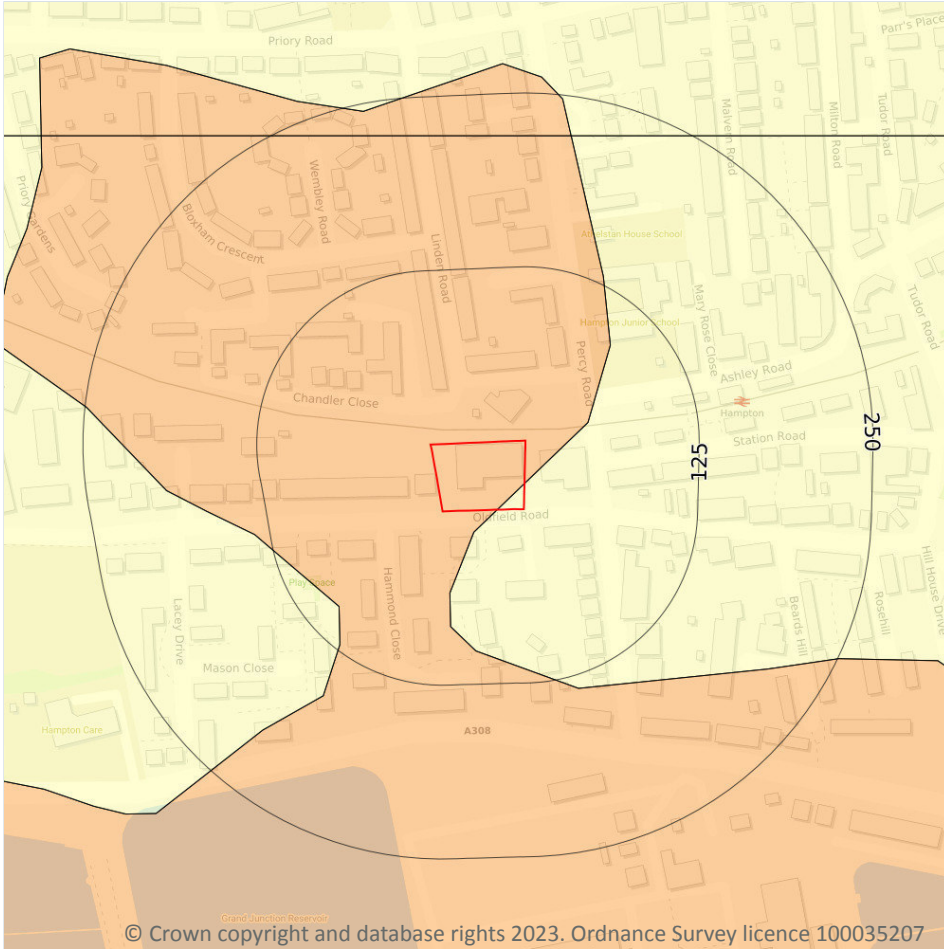 Priory Road
Parr's Place
Malvern Road
Milton Road
Tudor Road
Priory Gardens
Wembley Road
Bloxham Crescent
Linden Road
Athelstan House School
Mary Rose Close
Tudor Road
Hampton Junior School
Percy Road
Ashley Road
Chandler Close
Hampton
Station Road
250
125
Oldfield Road
Play Space
Hammond Close
Lacey Drive
Beards Hill
Rosehill
Hill House Drive
Mason Close
Hampton Care
A308
Grand Junction Reservoir
© Crown copyright and database rights 2023. Ordnance Survey licence 100035207